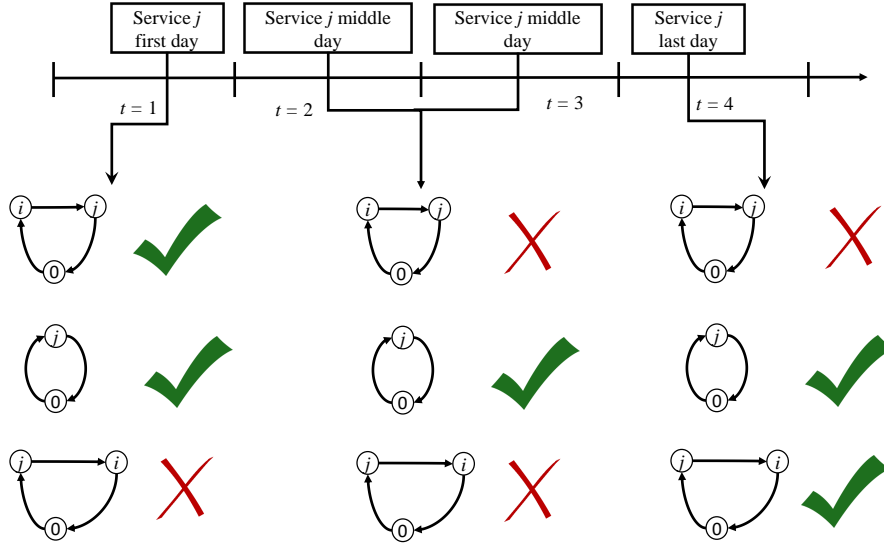 Service j
first day
Service j middle
day
Service j middle
day
Service j
last day
t = 1
t = 2
t = 3
t = 4
i
j
0
i
j
0
i
j
0
j
0
j
0
j
0
j
i
0
j
i
0
j
i
0